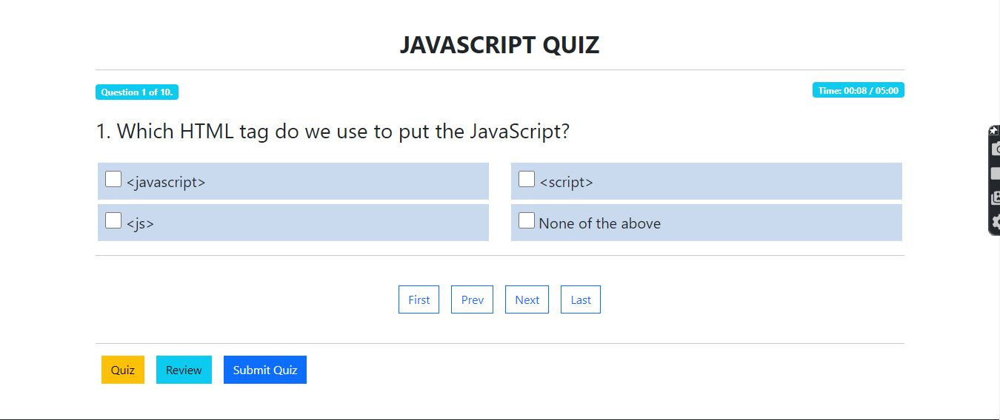 JAVASCRIPT QUIZ
Question 1 of 10.
Time: 00:08 / 05:00
1. Which HTML tag do we use to put the JavaScript?
<javascript>
<script>
<js>
None of the above
First
Prev
Next
Last
Quiz
Review
Submit Quiz